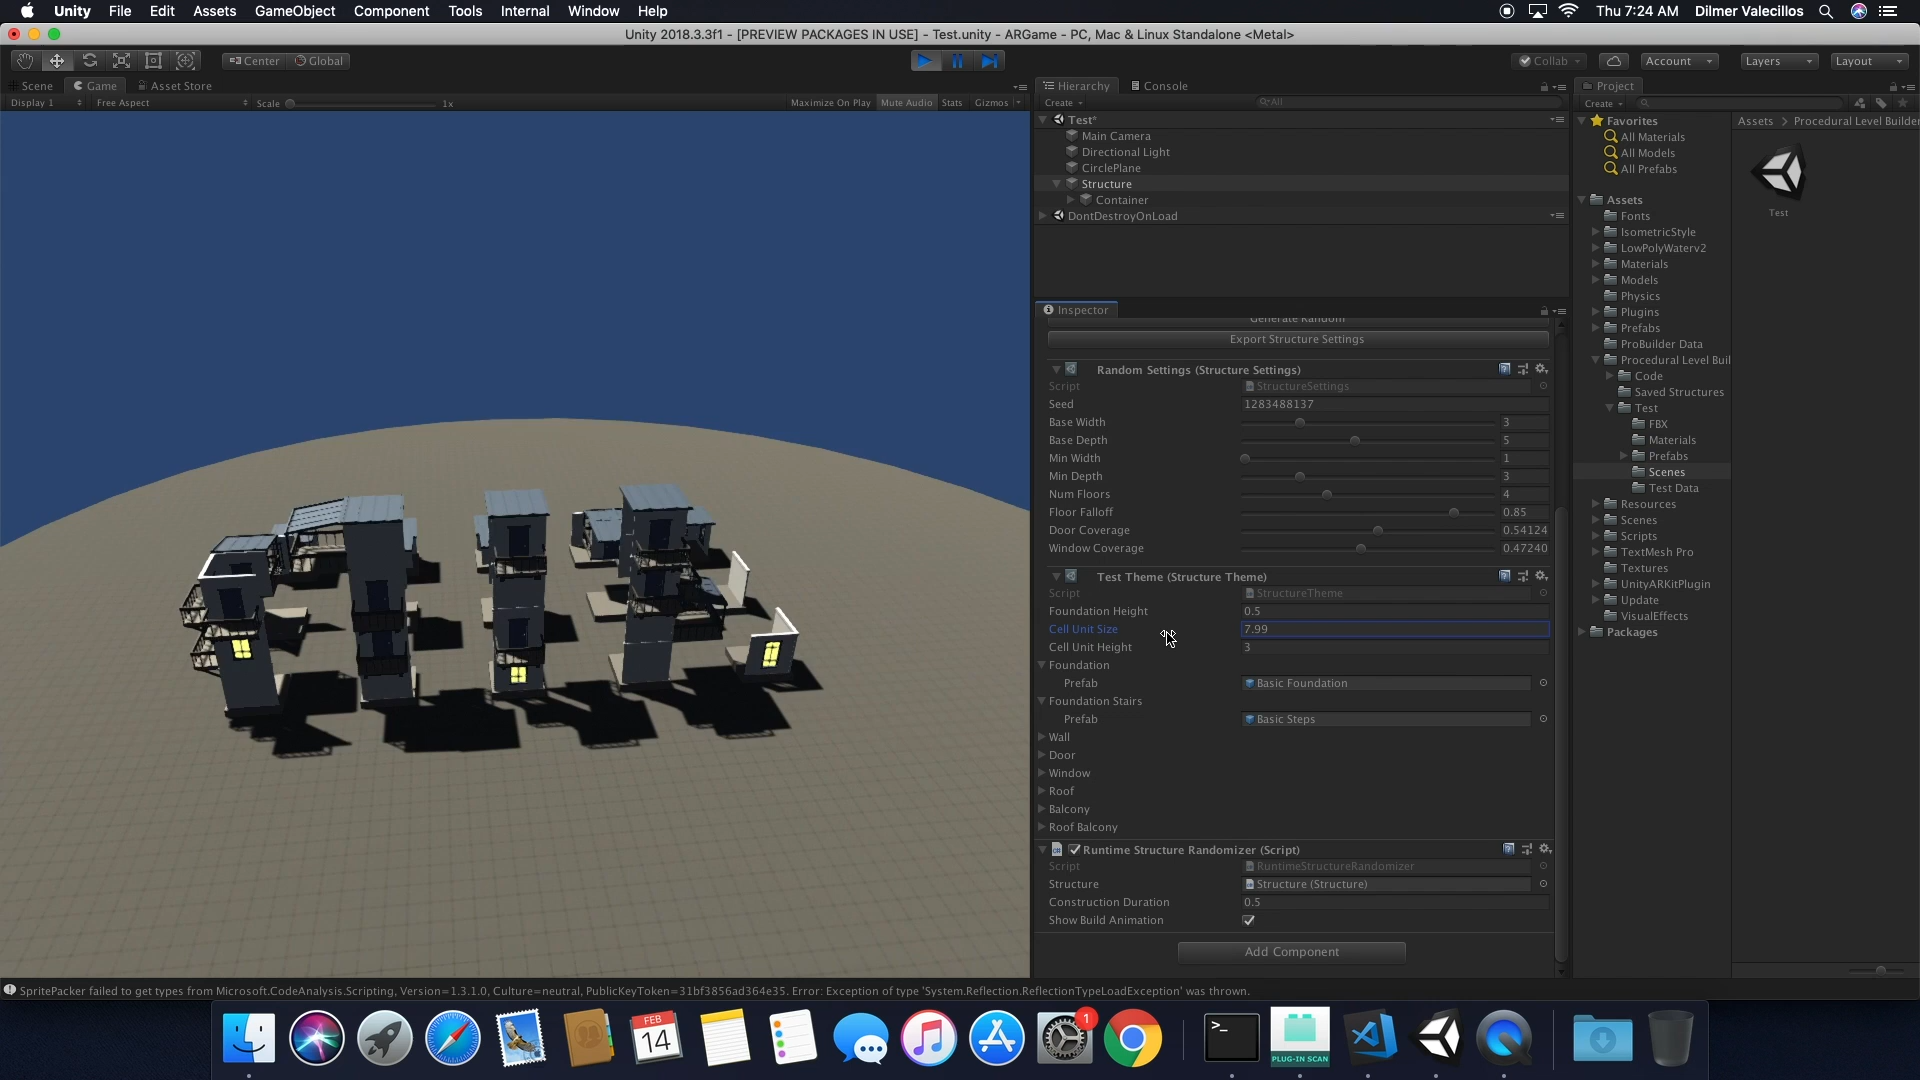 Unity File Edit Assets GameObject Component Tools Internal Window Help Thu 7:24 AM Dilmer Valecillos
Unity 2018.3.3f1 - [PREVIEW PACKAGES IN USE] - Test.unity - ARGame - PC, Mac & Linux Standalone <Metal>
Center Global Collab Account Layers Layout
Scene Game Asset Store
Display 1 Free Aspect Scale 1x Maximize On Play Mute Audio Stats Gizmos
Hierarchy Console
Create All
Test*
Main Camera
Directional Light
CirclePlane
Structure
Container
DontDestroyOnLoad
Inspector
Generate Random
Export Structure Settings
Random Settings (Structure Settings)
Script StructureSettings
Seed 1283488137
Base Width 3
Base Depth 5
Min Width 1
Min Depth 3
Num Floors 4
Floor Falloff 0.85
Door Coverage 0.54124
Window Coverage 0.47240
Test Theme (Structure Theme)
Script StructureTheme
Foundation Height 0.5
Cell Unit Size 7.99
Cell Unit Height 3
Foundation
Prefab Basic Foundation
Foundation Stairs
Prefab Basic Steps
Wall
Door
Window
Roof
Balcony
Roof Balcony
Runtime Structure Randomizer (Script)
Script RuntimeStructureRandomizer
Structure Structure (Structure)
Construction Duration 0.5
Show Build Animation
Add Component
Project
Create
Favorites
All Materials
All Models
All Prefabs
Assets
Fonts
IsometricStyle
LowPolyWaterv2
Materials
Models
Physics
Plugins
Prefabs
ProBuilder Data
Procedural Level Buil
Code
Saved Structures
Test
FBX
Materials
Prefabs
Scenes
Test Data
Resources
Scenes
Scripts
TextMesh Pro
Textures
UnityARKitPlugin
Update
VisualEffects
Packages
Assets > Procedural Level Builder
Test
SpritePacker failed to get types from Microsoft.CodeAnalysis.Scripting, Version=1.3.1.0, Culture=neutral, PublicKeyToken=31bf3856ad364e35. Error: Exception of type 'System.Reflection.ReflectionTypeLoadException' was thrown.
FEB
14
1
>_
PLUG-IN SCAN